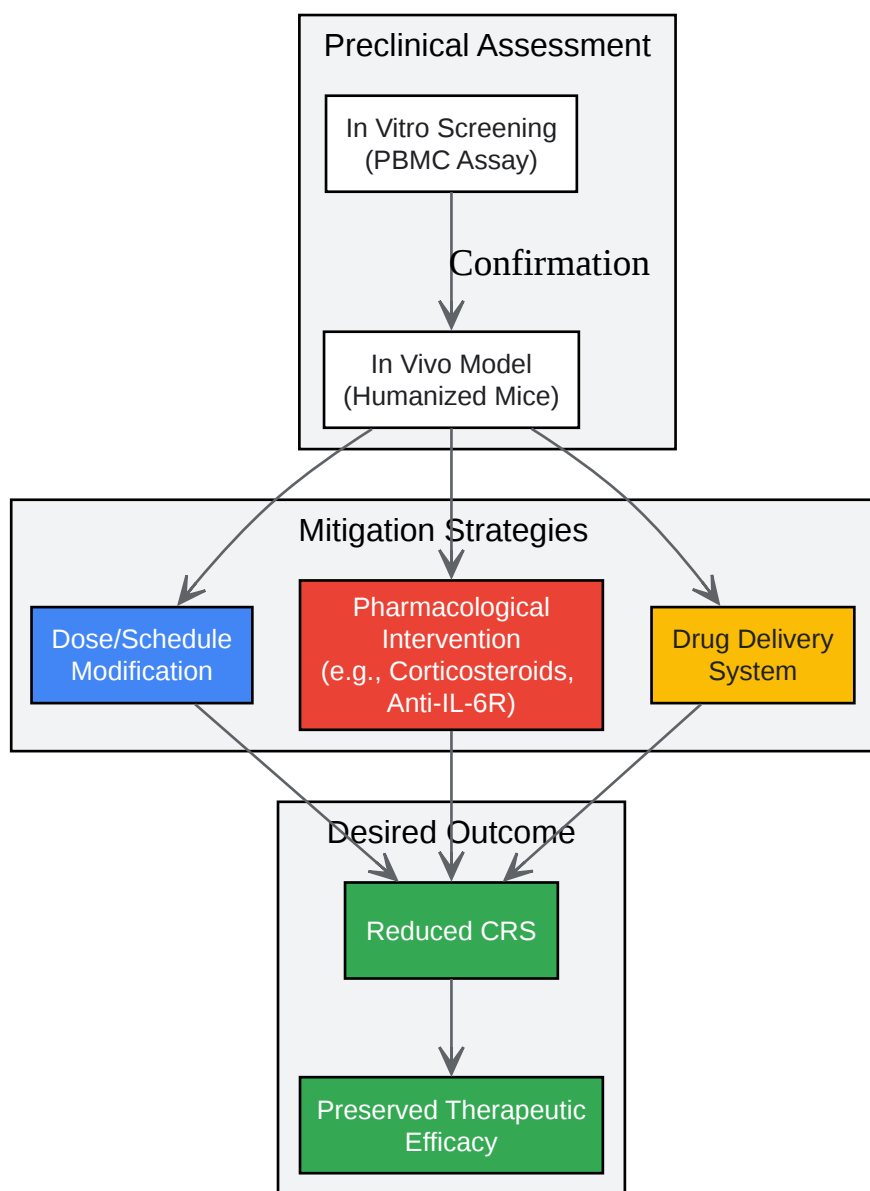 Preclinical Assessment
In Vitro Screening
(PBMC Assay)
Confirmation
In Vivo Model
(Humanized Mice)
Mitigation Strategies
Dose/Schedule
Modification
Pharmacological
Intervention
(e.g., Corticosteroids,
Anti-IL-6R)
Drug Delivery
System
Desired Outcome
Reduced CRS
Preserved Therapeutic
Efficacy